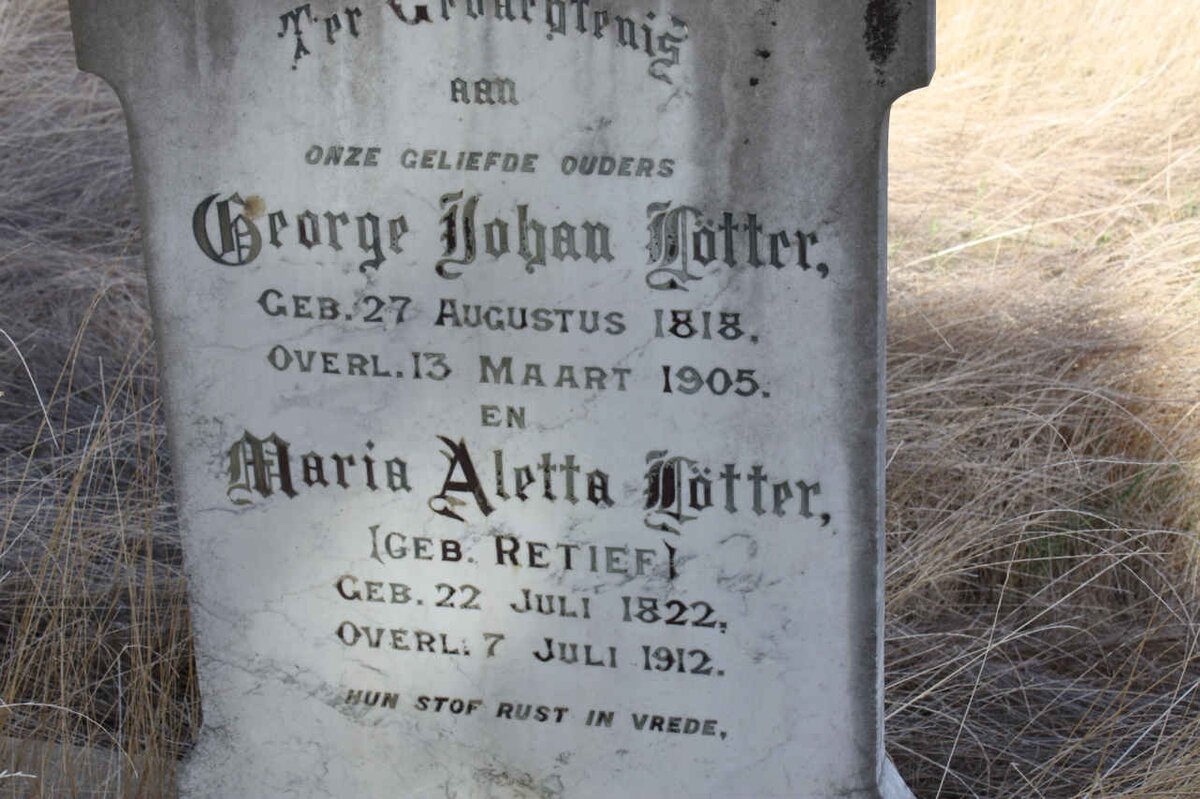 Ter Gedachtenis
aan
ONZE GELIEFDE OUDERS
George Johan Lötter,
GEB. 27 AUGUSTUS 1818.
OVERL. 13 MAART 1905.
EN
Maria Aletta Lötter,
[GEB. RETIEF]
GEB. 22 JULI 1822.
OVERL. 7 JULI 1912.
HUN STOF RUST IN VREDE,